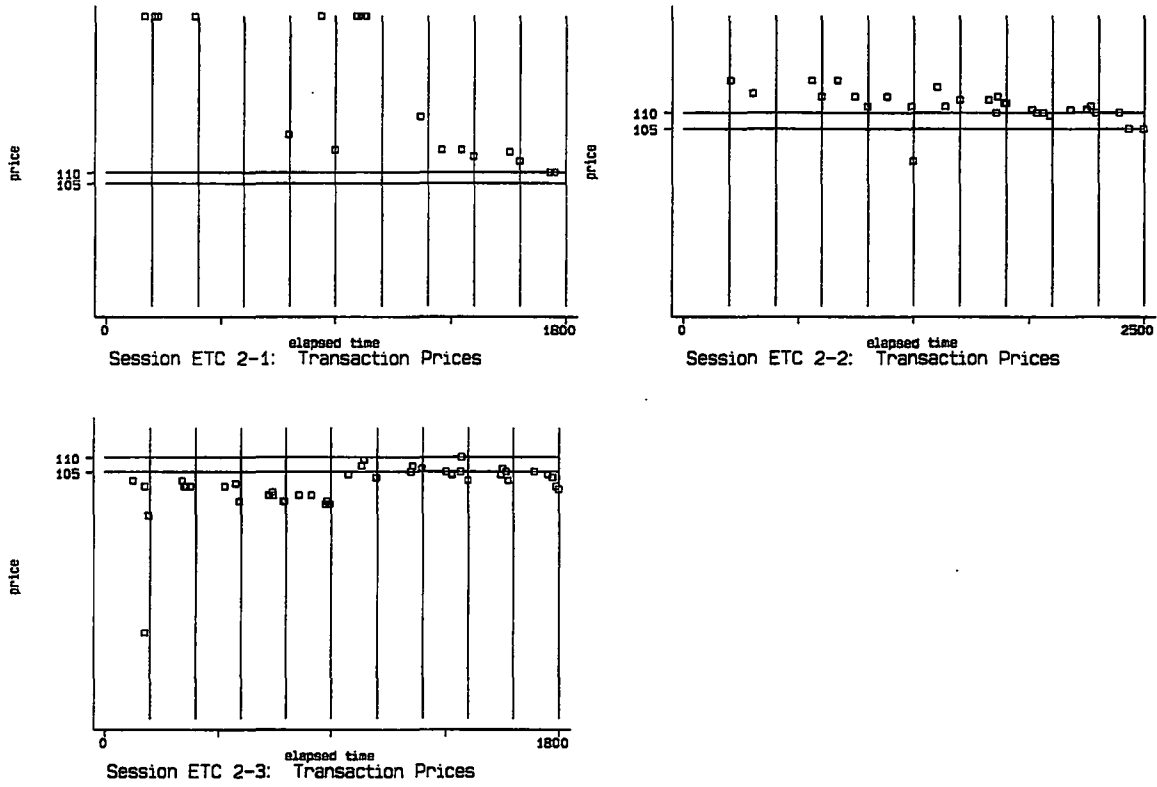 price
110
105
0
1800
elapsed time
Session ETC 2-1: Transaction Prices
price
110
105
0
2500
elapsed time
Session ETC 2-2: Transaction Prices
price
110
105
0
1800
elapsed time
Session ETC 2-3: Transaction Prices